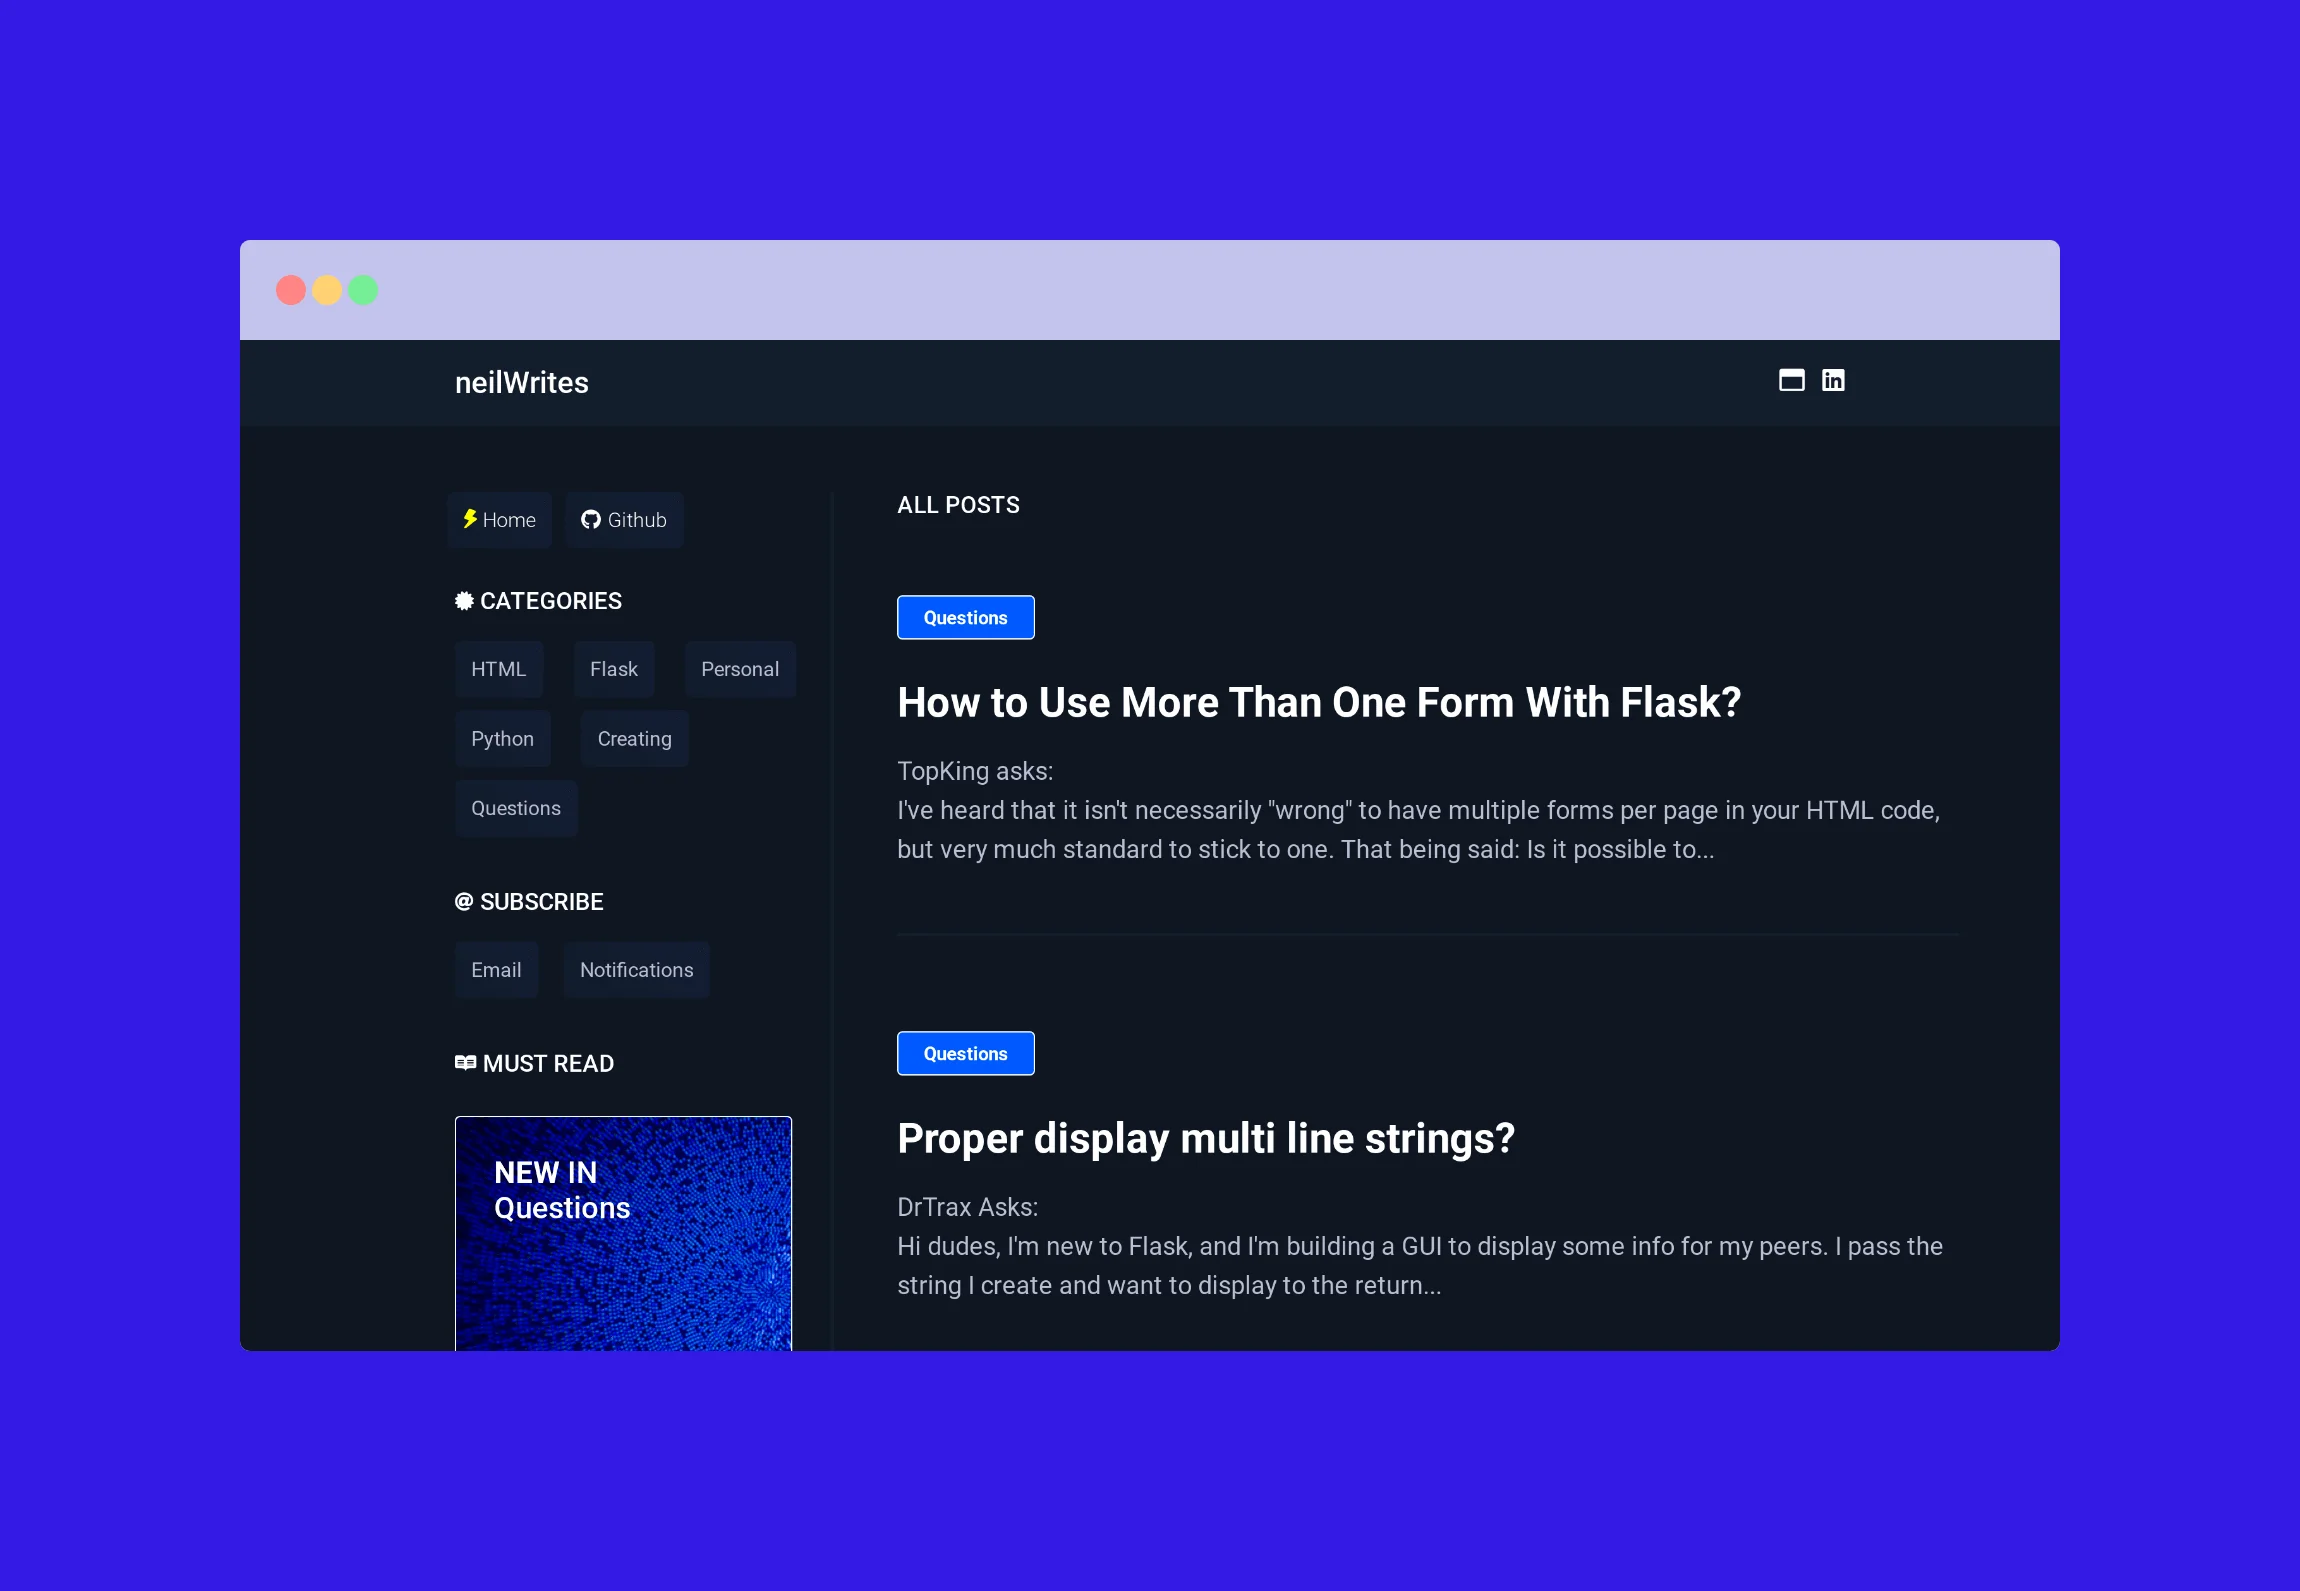 neilWrites
Home
Github
CATEGORIES
HTML
Flask
Personal
Python
Creating
Questions
@ SUBSCRIBE
Email
Notifications
MUST READ
NEW IN
Questions
ALL POSTS
Questions
How to Use More Than One Form With Flask?
TopKing asks:
I've heard that it isn't necessarily "wrong" to have multiple forms per page in your HTML code,
but very much standard to stick to one. That being said: Is it possible to...
Questions
Proper display multi line strings?
DrTrax Asks:
Hi dudes, I'm new to Flask, and I'm building a GUI to display some info for my peers. I pass the
string I create and want to display to the return...